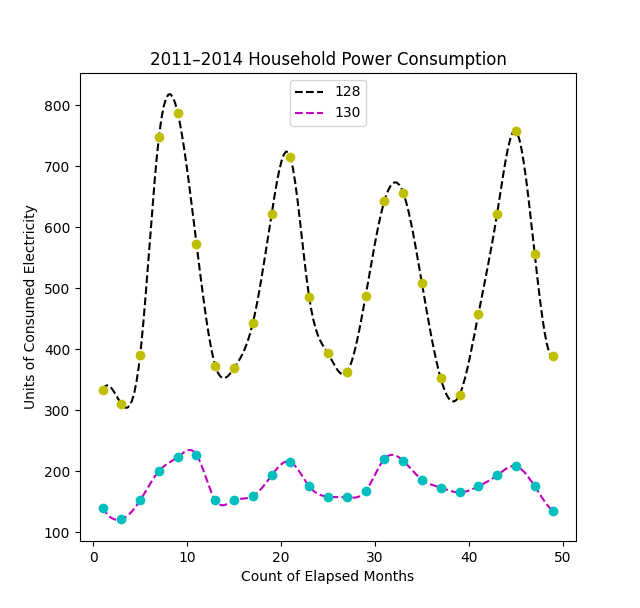 2011–2014 Household Power Consumption
128
130
Units of Consumed Electricity
800
700
600
500
400
300
200
100
0 10 20 30 40 50
Count of Elapsed Months